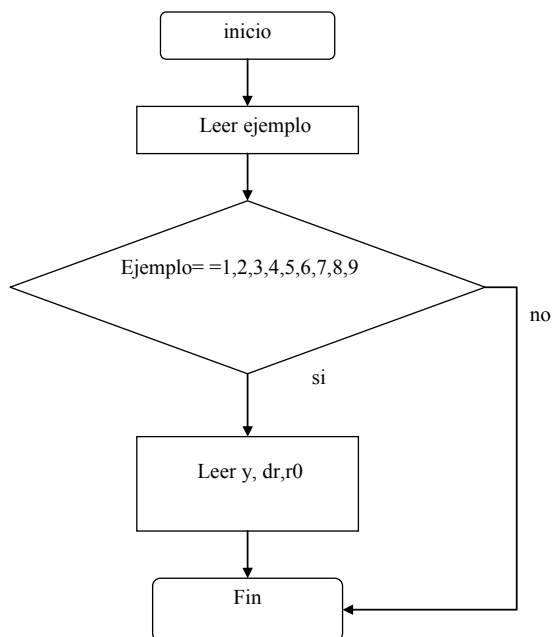 inicio
Leer ejemplo
Ejemplo= =1,2,3,4,5,6,7,8,9
no
si
Leer y, dr,r0
Fin